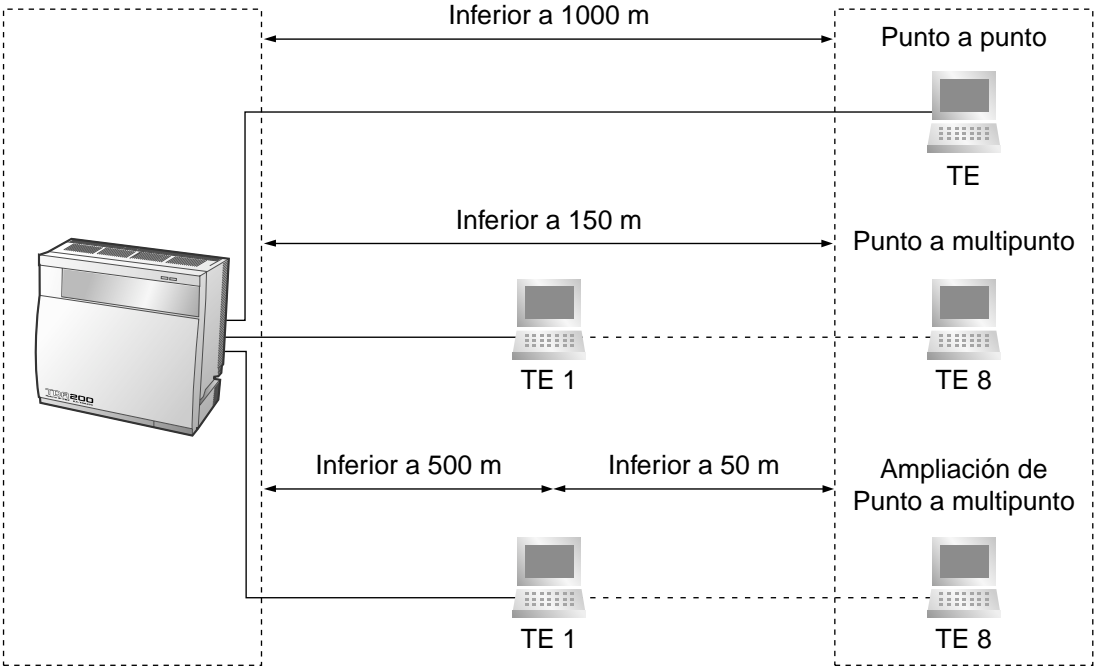 Inferior a 1000 m
Punto a punto
TE
Inferior a 150 m
Punto a multipunto
TE 1
TE 8
TDA200
Inferior a 500 m
Inferior a 50 m
Ampliación de
Punto a multipunto
TE 1
TE 8